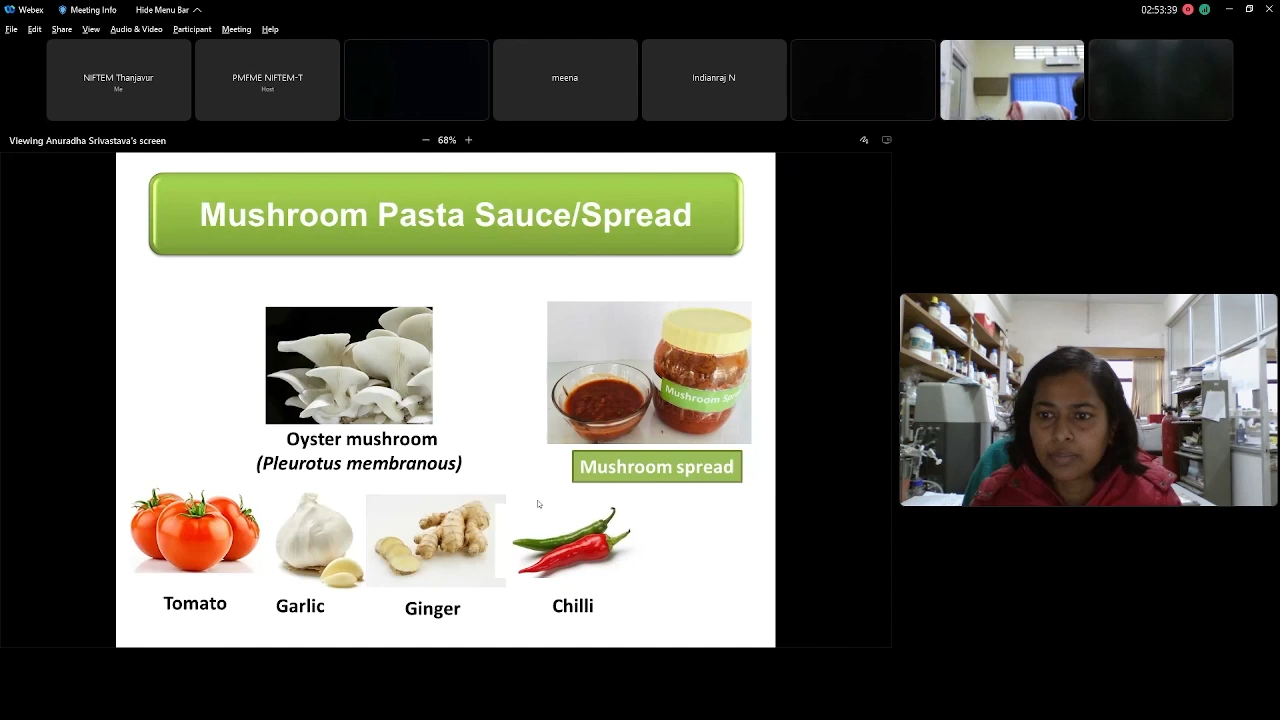 Webex Meeting Info Hide Menu Bar
02:53:39
File Edit Share View Audio & Video Participant Meeting Help
NIFTEM Thanjavur
Me
PMFME NIFTEM-T
Host
meena
Indianraj N
Viewing Anuradha Srivastava's screen
68%
Mushroom Pasta Sauce/Spread
Oyster mushroom
(Pleurotus membranous)
Mushroom Spre
Mushroom spread
Tomato
Garlic
Ginger
Chilli